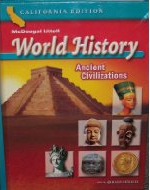 CALIFORNIA EDITION
McDougal Littell
World History
Ancient Civilizations